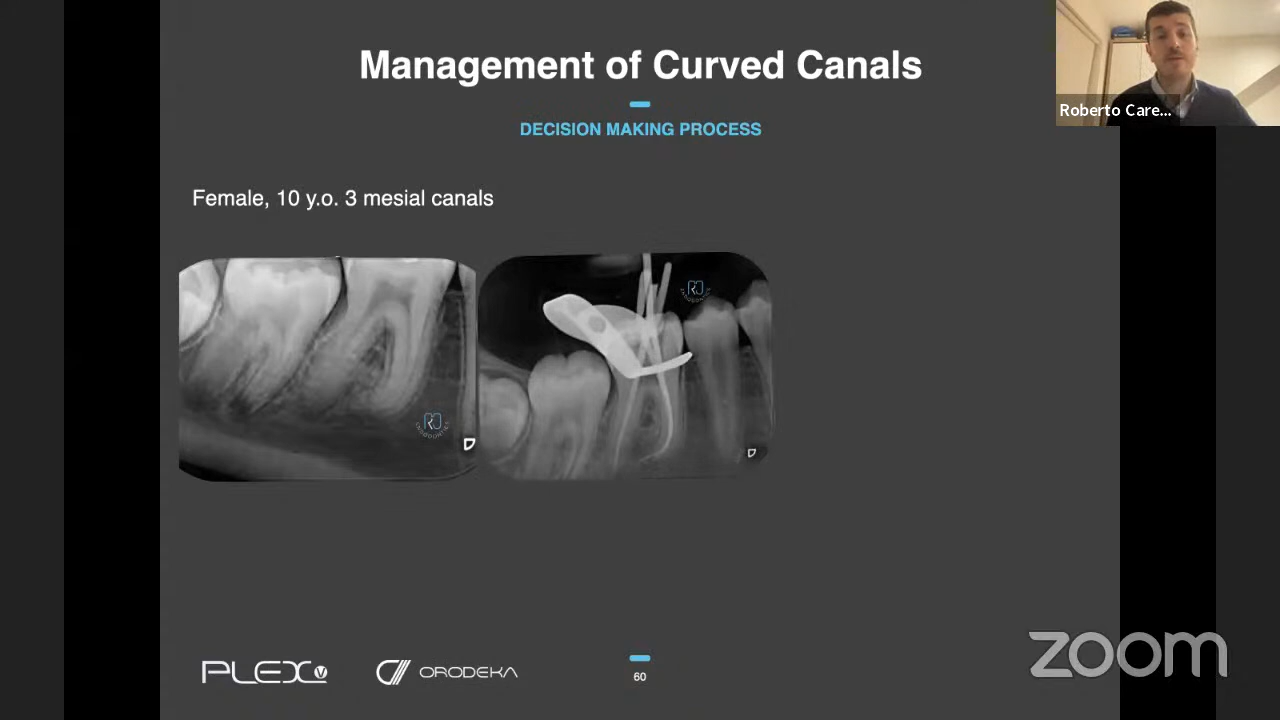 Management of Curved Canals
DECISION MAKING PROCESS
Roberto Care...
Female, 10 y.o. 3 mesial canals
PLEX V
ORODEKA
60
zoom